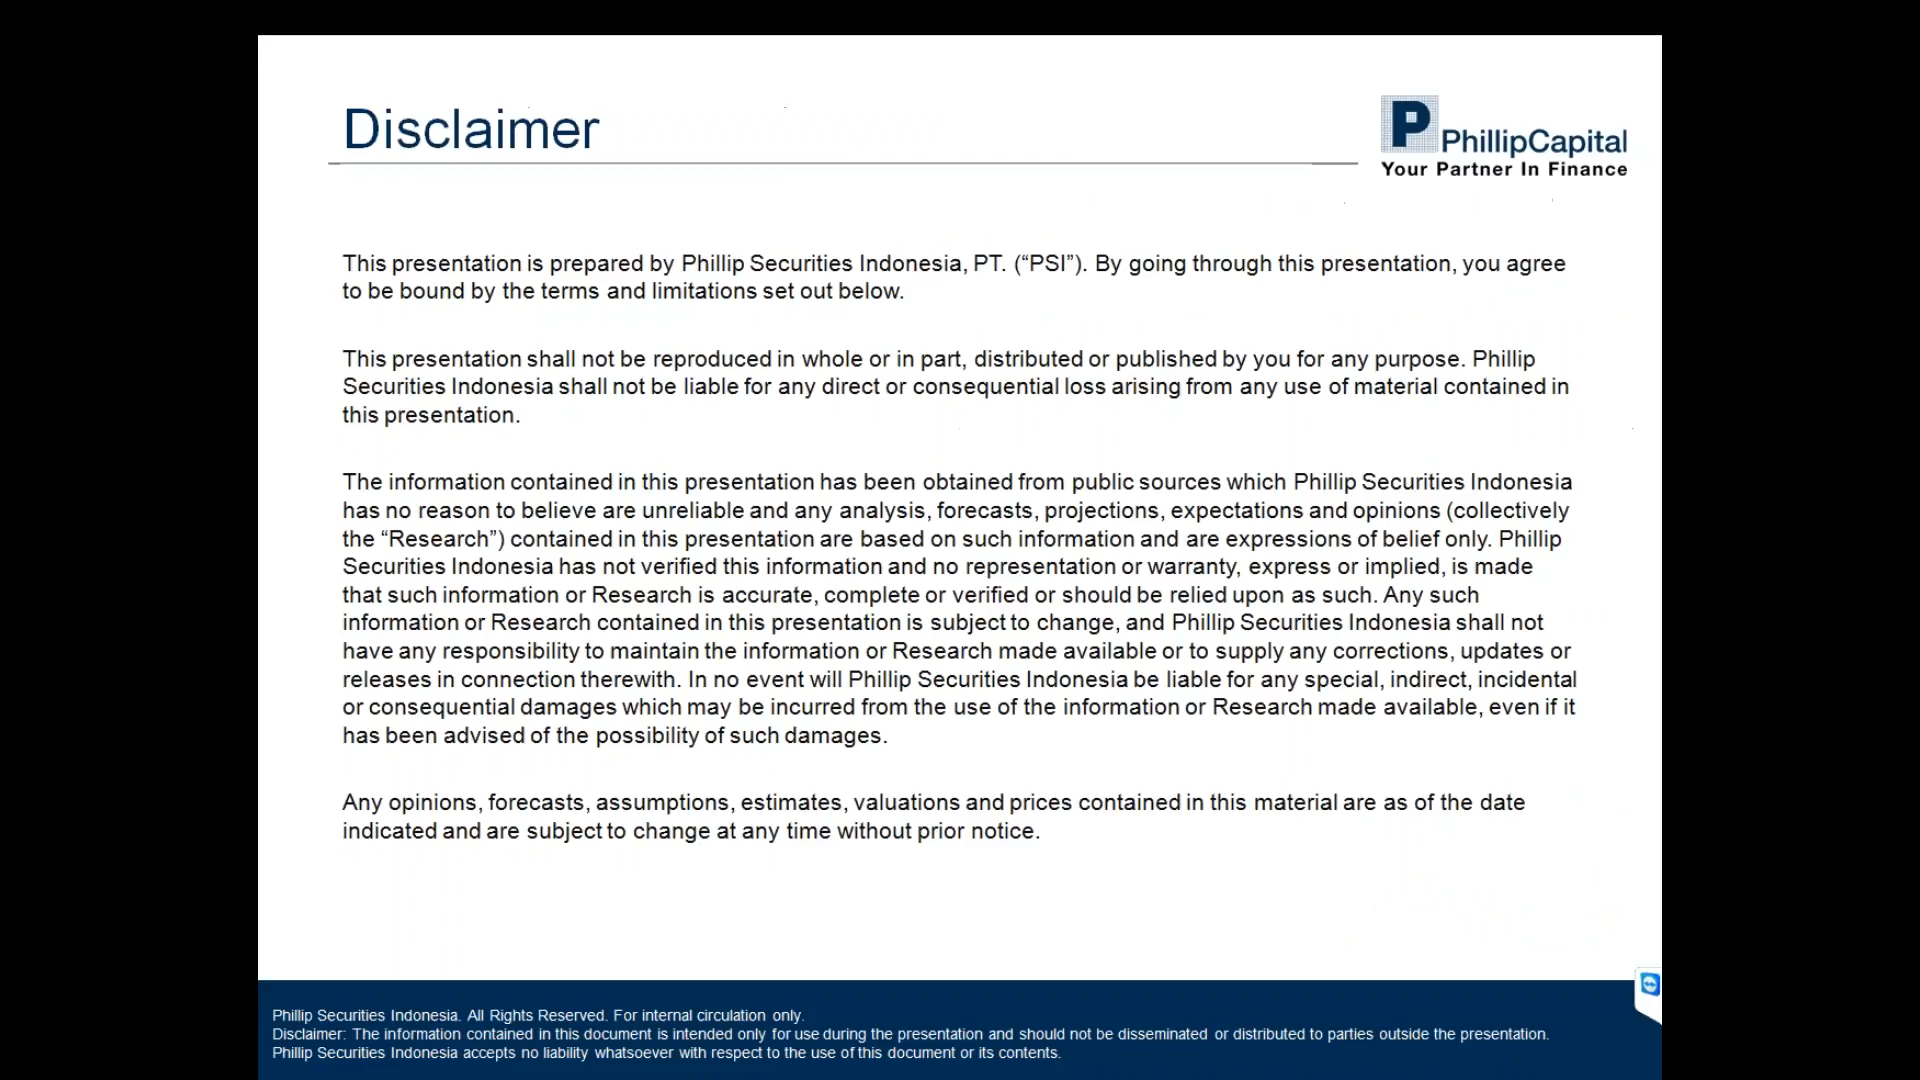 Disclaimer
P
PhillipCapital
Your Partner In Finance
This presentation is prepared by Phillip Securities Indonesia, PT. (“PSI”). By going through this presentation, you agree
to be bound by the terms and limitations set out below.
This presentation shall not be reproduced in whole or in part, distributed or published by you for any purpose. Phillip
Securities Indonesia shall not be liable for any direct or consequential loss arising from any use of material contained in
this presentation.
The information contained in this presentation has been obtained from public sources which Phillip Securities Indonesia
has no reason to believe are unreliable and any analysis, forecasts, projections, expectations and opinions (collectively
the “Research”) contained in this presentation are based on such information and are expressions of belief only. Phillip
Securities Indonesia has not verified this information and no representation or warranty, express or implied, is made
that such information or Research is accurate, complete or verified or should be relied upon as such. Any such
information or Research contained in this presentation is subject to change, and Phillip Securities Indonesia shall not
have any responsibility to maintain the information or Research made available or to supply any corrections, updates or
releases in connection therewith. In no event will Phillip Securities Indonesia be liable for any special, indirect, incidental
or consequential damages which may be incurred from the use of the information or Research made available, even if it
has been advised of the possibility of such damages.
Any opinions, forecasts, assumptions, estimates, valuations and prices contained in this material are as of the date
indicated and are subject to change at any time without prior notice.
Phillip Securities Indonesia. All Rights Reserved. For internal circulation only.
Disclaimer: The information contained in this document is intended only for use during the presentation and should not be disseminated or distributed to parties outside the presentation.
Phillip Securities Indonesia accepts no liability whatsoever with respect to the use of this document or its contents.